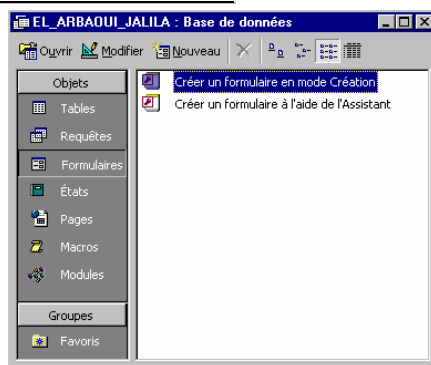 EL_ARBAOUI_JALILA : Base de données
Ouvrir Modifier Nouveau
Objets
Tables
Requêtes
Formulaires
États
Pages
Macros
Modules
Groupes
Favoris
Créer un formulaire en mode Création
Créer un formulaire à l'aide de l'Assistant